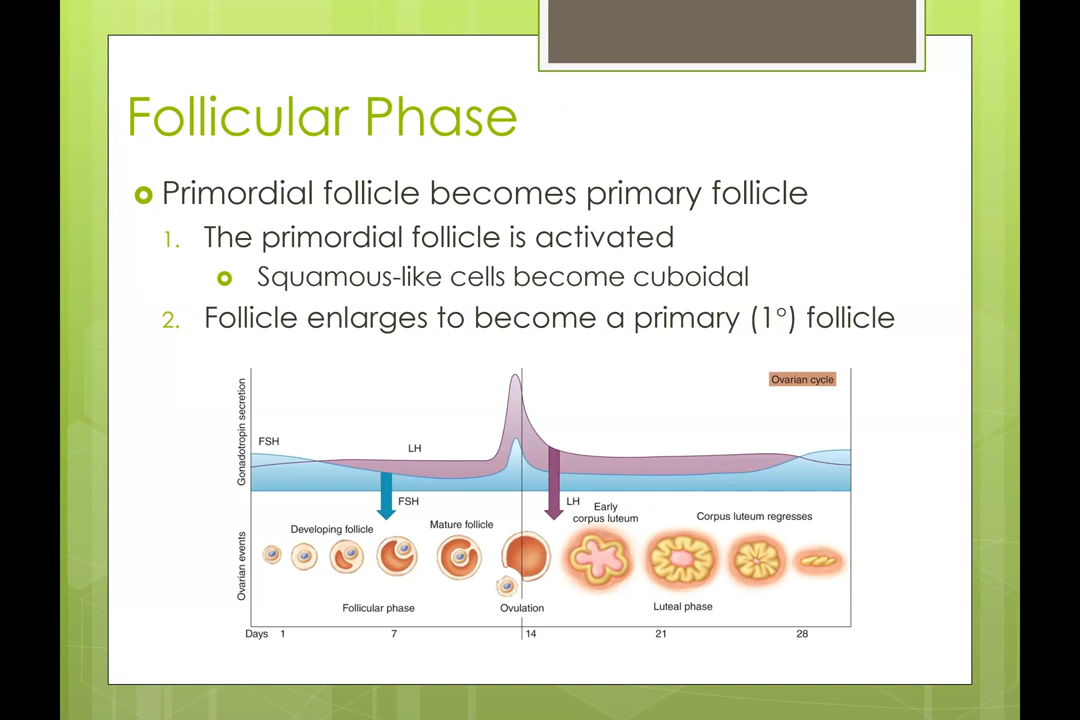 Follicular Phase
Primordial follicle becomes primary follicle
1. The primordial follicle is activated
Squamous-like cells become cuboidal
2. Follicle enlarges to become a primary (1°) follicle
Gonadotropin secretion
Ovarian cycle
FSH
LH
FSH
LH
Ovarian events
Developing follicle
Mature follicle
Early
corpus luteum
Corpus luteum regresses
Follicular phase
Ovulation
Luteal phase
Days 1 7 14 21 28